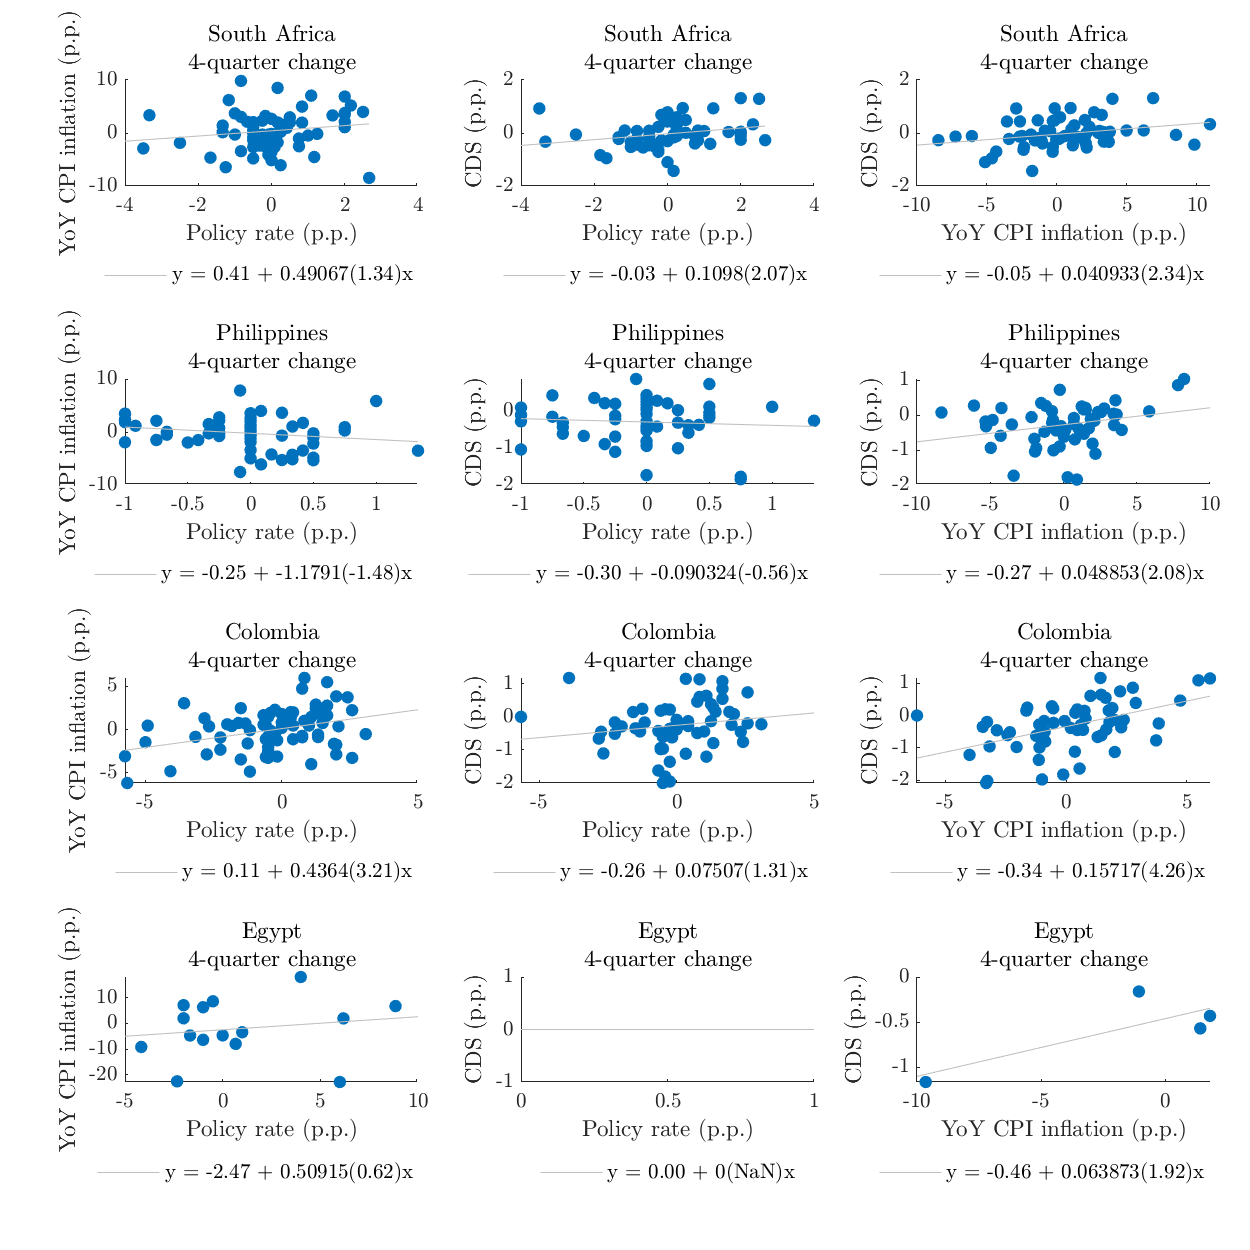 South Africa
4-quarter change
YoY CPI inflation (p.p.)
10
0
-10
-4 -2 0 2 4
Policy rate (p.p.)
y = 0.41 + 0.49067(1.34)x
South Africa
4-quarter change
CDS (p.p.)
2
0
-2
-4 -2 0 2 4
Policy rate (p.p.)
y = -0.03 + 0.1098(2.07)x
South Africa
4-quarter change
CDS (p.p.)
2
0
-2
-10 -5 0 5 10
YoY CPI inflation (p.p.)
y = -0.05 + 0.040933(2.34)x
Philippines
4-quarter change
YoY CPI inflation (p.p.)
10
0
-10
-1 -0.5 0 0.5 1
Policy rate (p.p.)
y = -0.25 + -1.1791(-1.48)x
Philippines
4-quarter change
CDS (p.p.)
0
-1
-2
-1 -0.5 0 0.5 1
Policy rate (p.p.)
y = -0.30 + -0.090324(-0.56)x
Philippines
4-quarter change
CDS (p.p.)
1
0
-1
-2
-10 -5 0 5 10
YoY CPI inflation (p.p.)
y = -0.27 + 0.048853(2.08)x
Colombia
4-quarter change
YoY CPI inflation (p.p.)
5
0
-5
-5 0 5
Policy rate (p.p.)
y = 0.11 + 0.4364(3.21)x
Colombia
4-quarter change
CDS (p.p.)
1
0
-1
-2
-5 0 5
Policy rate (p.p.)
y = -0.26 + 0.07507(1.31)x
Colombia
4-quarter change
CDS (p.p.)
1
0
-1
-2
-5 0 5
YoY CPI inflation (p.p.)
y = -0.34 + 0.15717(4.26)x
Egypt
4-quarter change
YoY CPI inflation (p.p.)
10
0
-10
-20
-5 0 5 10
Policy rate (p.p.)
y = -2.47 + 0.50915(0.62)x
Egypt
4-quarter change
CDS (p.p.)
1
0
-1
0 0.5 1
Policy rate (p.p.)
y = 0.00 + 0(NaN)x
Egypt
4-quarter change
CDS (p.p.)
0
-0.5
-1
-10 -5 0
YoY CPI inflation (p.p.)
y = -0.46 + 0.063873(1.92)x